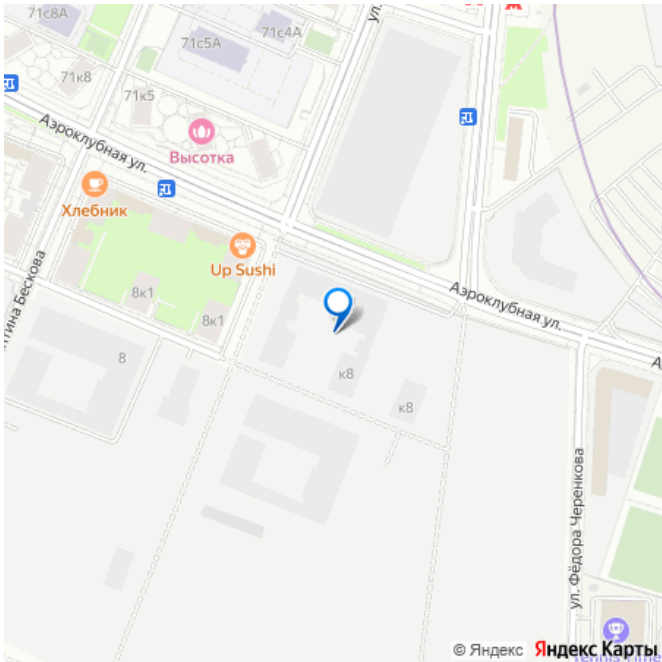 71с8А
71с5А
71с4А
ул.
71к8
71к5
Аэроклубная ул.
Высотка
Хлебник
Up Sushi
8к1
8к1
8
к8
к8
Аэроклубная ул.
ул. Фёдора Черенкова
© Яндекс Яндекс Карты